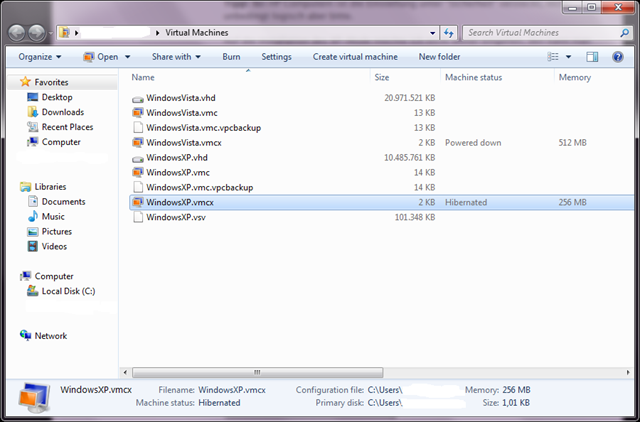 Virtual Machines
Search Virtual Machines
Organize Open Share with Burn Settings Create virtual machine New folder
Name Size Machine status Memory
WindowsVista.vhd 20.971.521 KB
WindowsVista.vmc 13 KB
WindowsVista.vmc.vpcbackup 13 KB
WindowsVista.vmcx 2 KB Powered down 512 MB
WindowsXP.vhd 10.485.761 KB
WindowsXP.vmc 14 KB
WindowsXP.vmc.vpcbackup 14 KB
WindowsXP.vmcx 2 KB Hibernated 256 MB
WindowsXP.vsv 101.348 KB
Favorites
Desktop
Downloads
Recent Places
Computer
Libraries
Documents
Music
Pictures
Videos
Computer
Local Disk (C:)
Network
WindowsXP.vmcx Filename: WindowsXP.vmcx Configuration file: C:\Users\ Memory: 256 MB
Machine status: Hibernated Primary disk: C:\Users\ Size: 1,01 KB